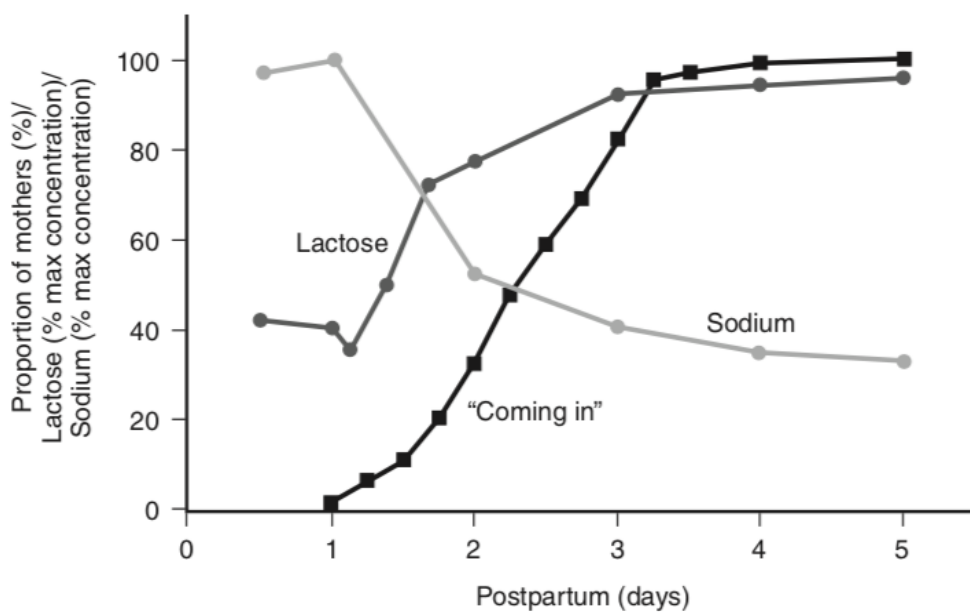 Proportion of mothers (%)/
Lactose (% max concentration)/
Sodium (% max concentration)
100
80
60
40
20
0
Lactose
Sodium
“Coming in”
0 1 2 3 4 5
Postpartum (days)